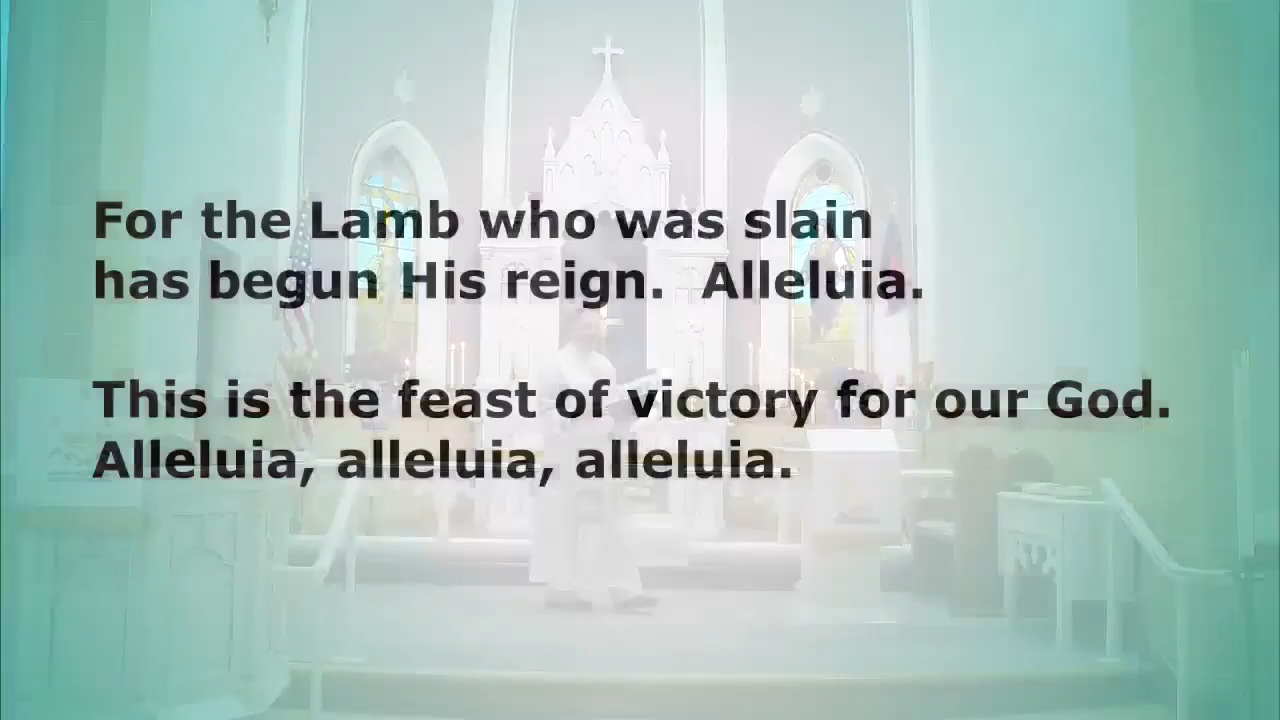 For the Lamb who was slain
has begun His reign.  Alleluia.
This is the feast of victory for our God.
Alleluia, alleluia, alleluia.